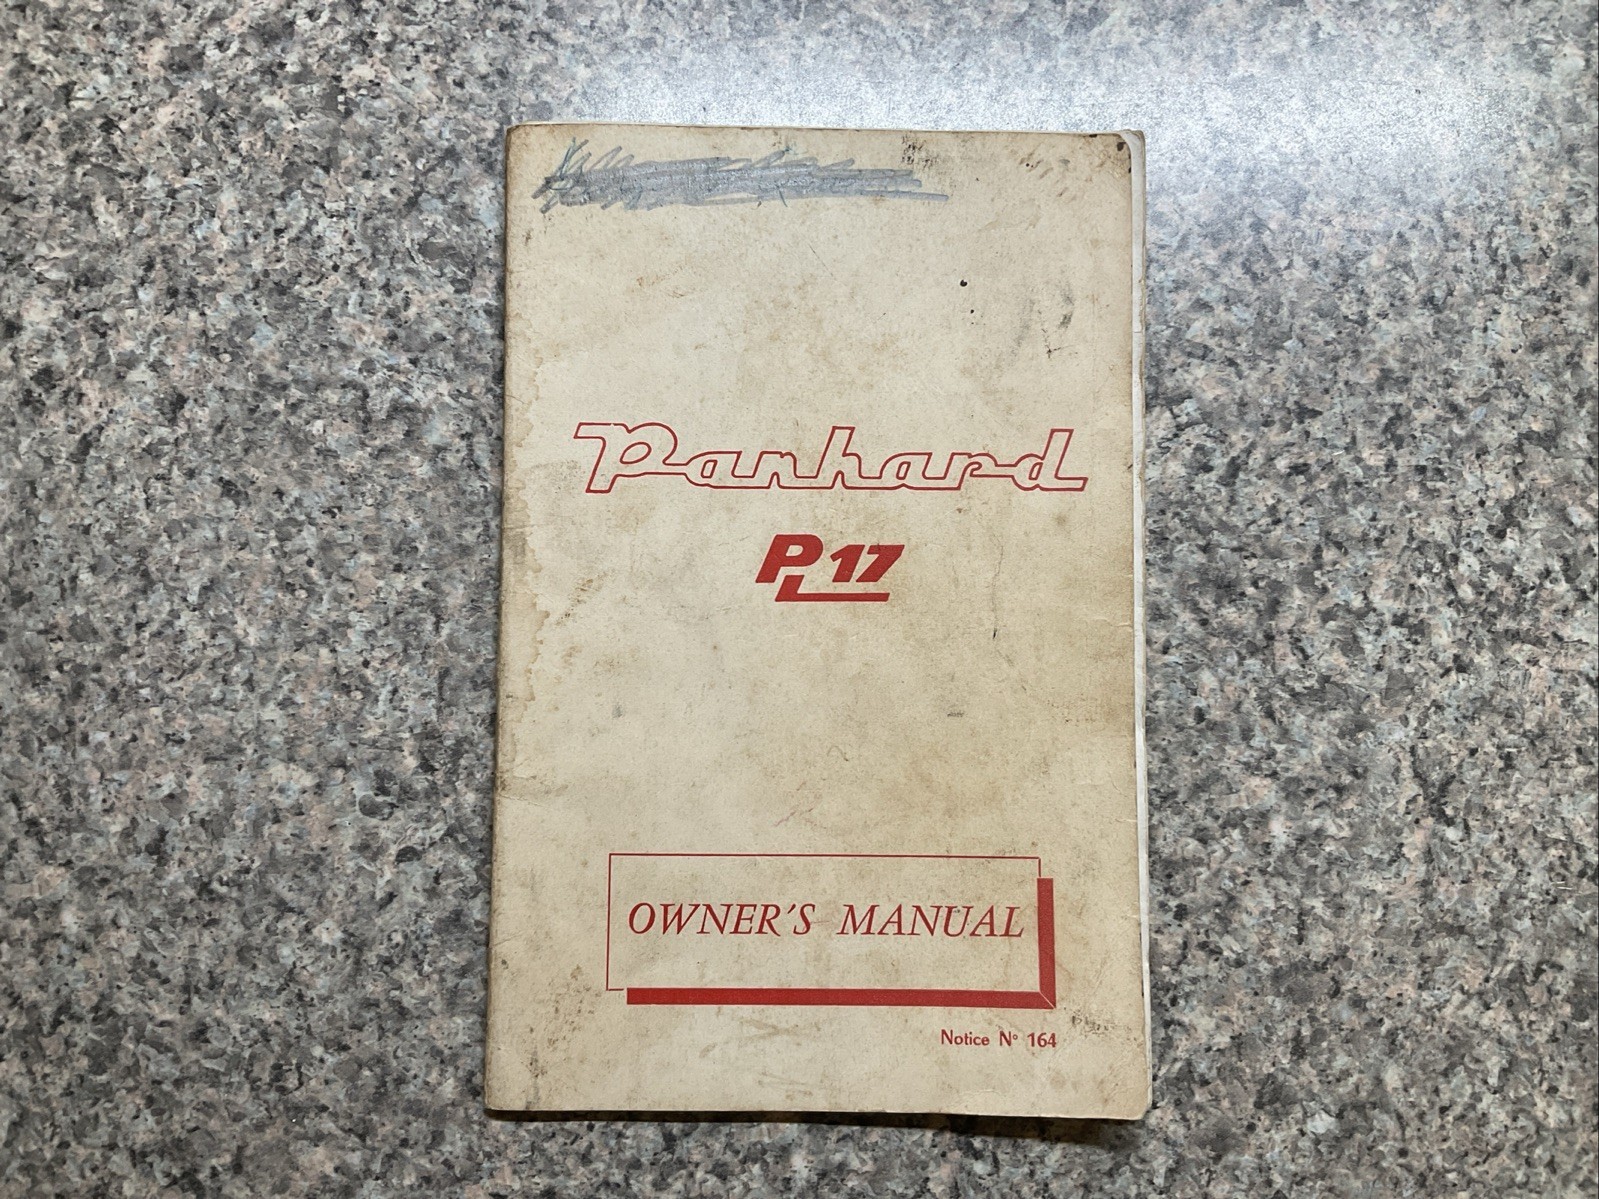 Panhard
PL 17
OWNER'S MANUAL
Notice N° 164